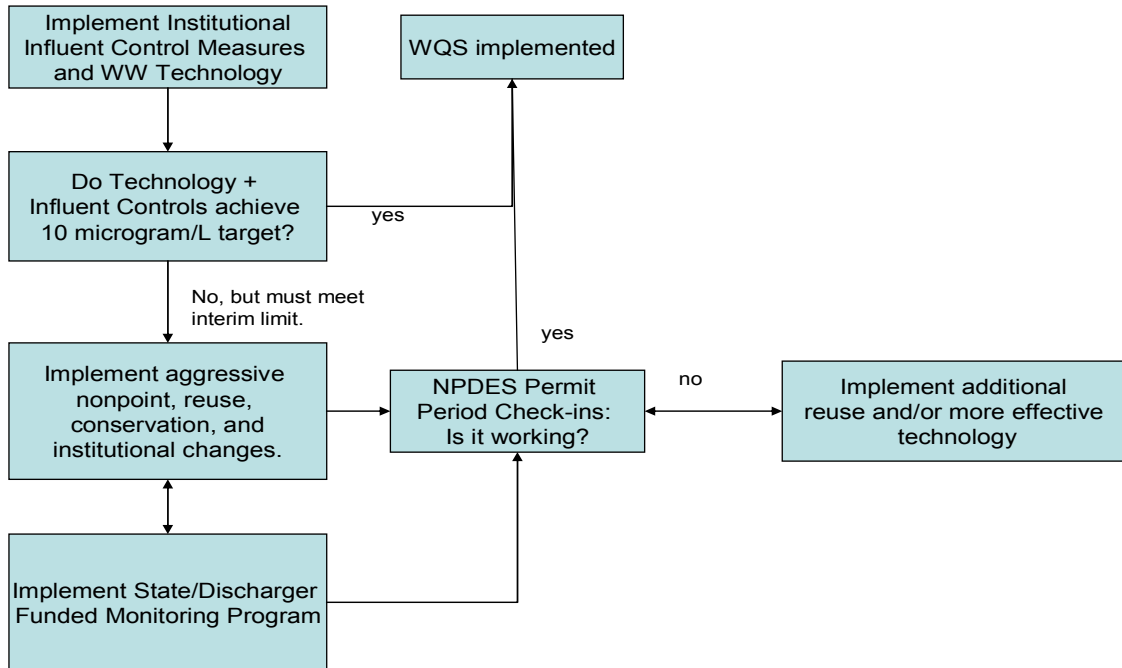 Implement Institutional
Influent Control Measures
and WW Technology
WQS implemented
Do Technology +
Influent Controls achieve
10 microgram/L target?
yes
No, but must meet
interim limit.
Implement aggressive
nonpoint, reuse,
conservation, and
institutional changes.
yes
NPDES Permit
Period Check-ins:
Is it working?
no
Implement additional
reuse and/or more effective
technology
Implement State/Discharger
Funded Monitoring Program